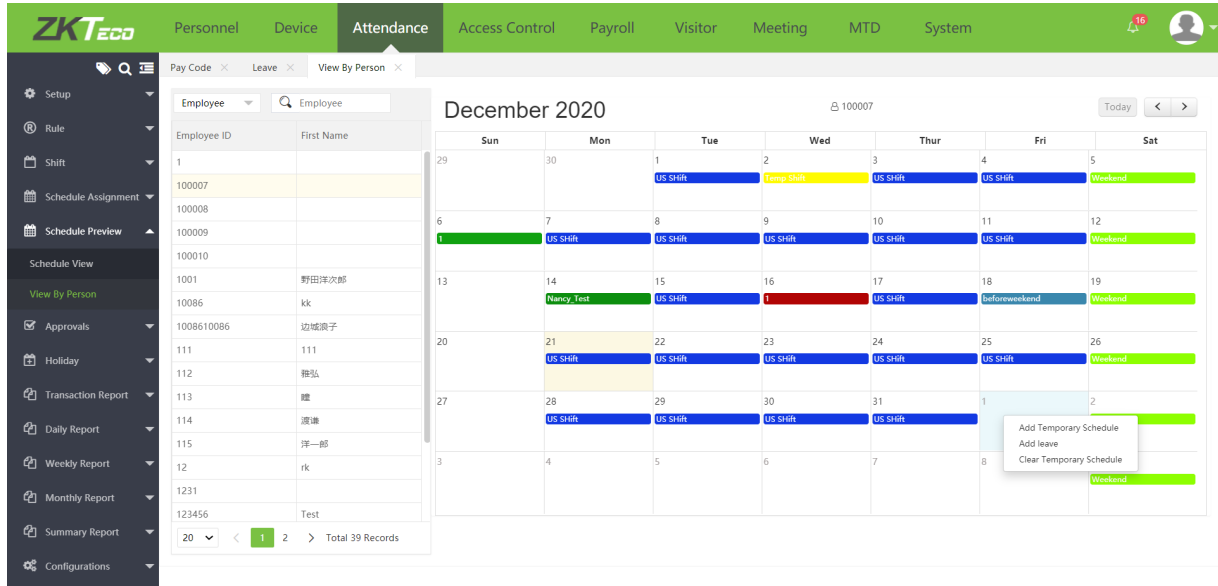 ZKTeco Personnel Device Attendance Access Control Payroll Visitor Meeting MTD System 16
Pay Code × Leave × View By Person ×
Setup
Rule
Shift
Schedule Assignment
Schedule Preview
Schedule View
View By Person
Approvals
Holiday
Transaction Report
Daily Report
Weekly Report
Monthly Report
Summary Report
Configurations
Employee Employee
Employee ID First Name
1
100007
100008
100009
100010
1001 野田洋次郎
10086 kk
1008610086 边城浪子
111 111
112 雅弘
113 瞳
114 渡谦
115 洋一郎
12 rk
1231
123456 Test
20 < 1 2 > Total 39 Records
December 2020 100007 Today < >
Sun Mon Tue Wed Thur Fri Sat
29 30 1 2 3 4 5
US SHift Temp Shift US SHift US SHift Weekend
6 7 8 9 10 11 12
1 US SHift US SHift US SHift US SHift US SHift Weekend
13 14 15 16 17 18 19
Nancy_Test US SHift 1 US SHift beforeweekend Weekend
20 21 22 23 24 25 26
US SHift US SHift US SHift US SHift US SHift Weekend
27 28 29 30 31 1 2
US SHift US SHift US SHift US SHift
Add Temporary Schedule
Add leave
Clear Temporary Schedule
3 4 5 6 7 8
Weekend